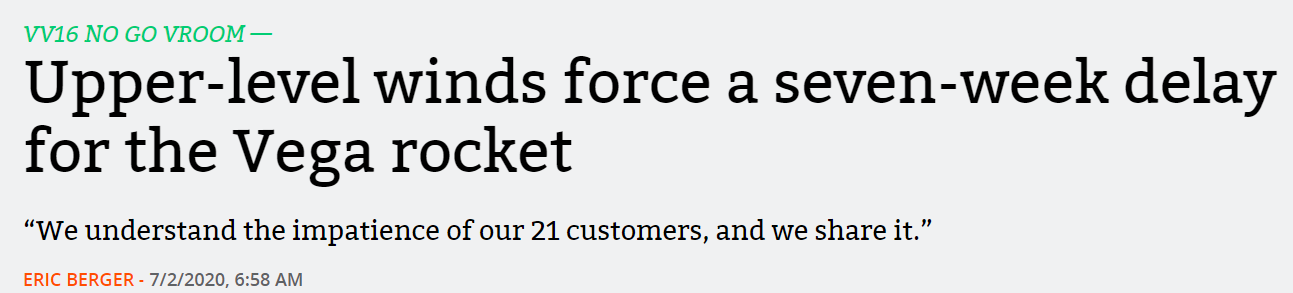 VV16 NO GO VROOM —
Upper-level winds force a seven-week delay
for the Vega rocket
“We understand the impatience of our 21 customers, and we share it.”
ERIC BERGER - 7/2/2020, 6:58 AM